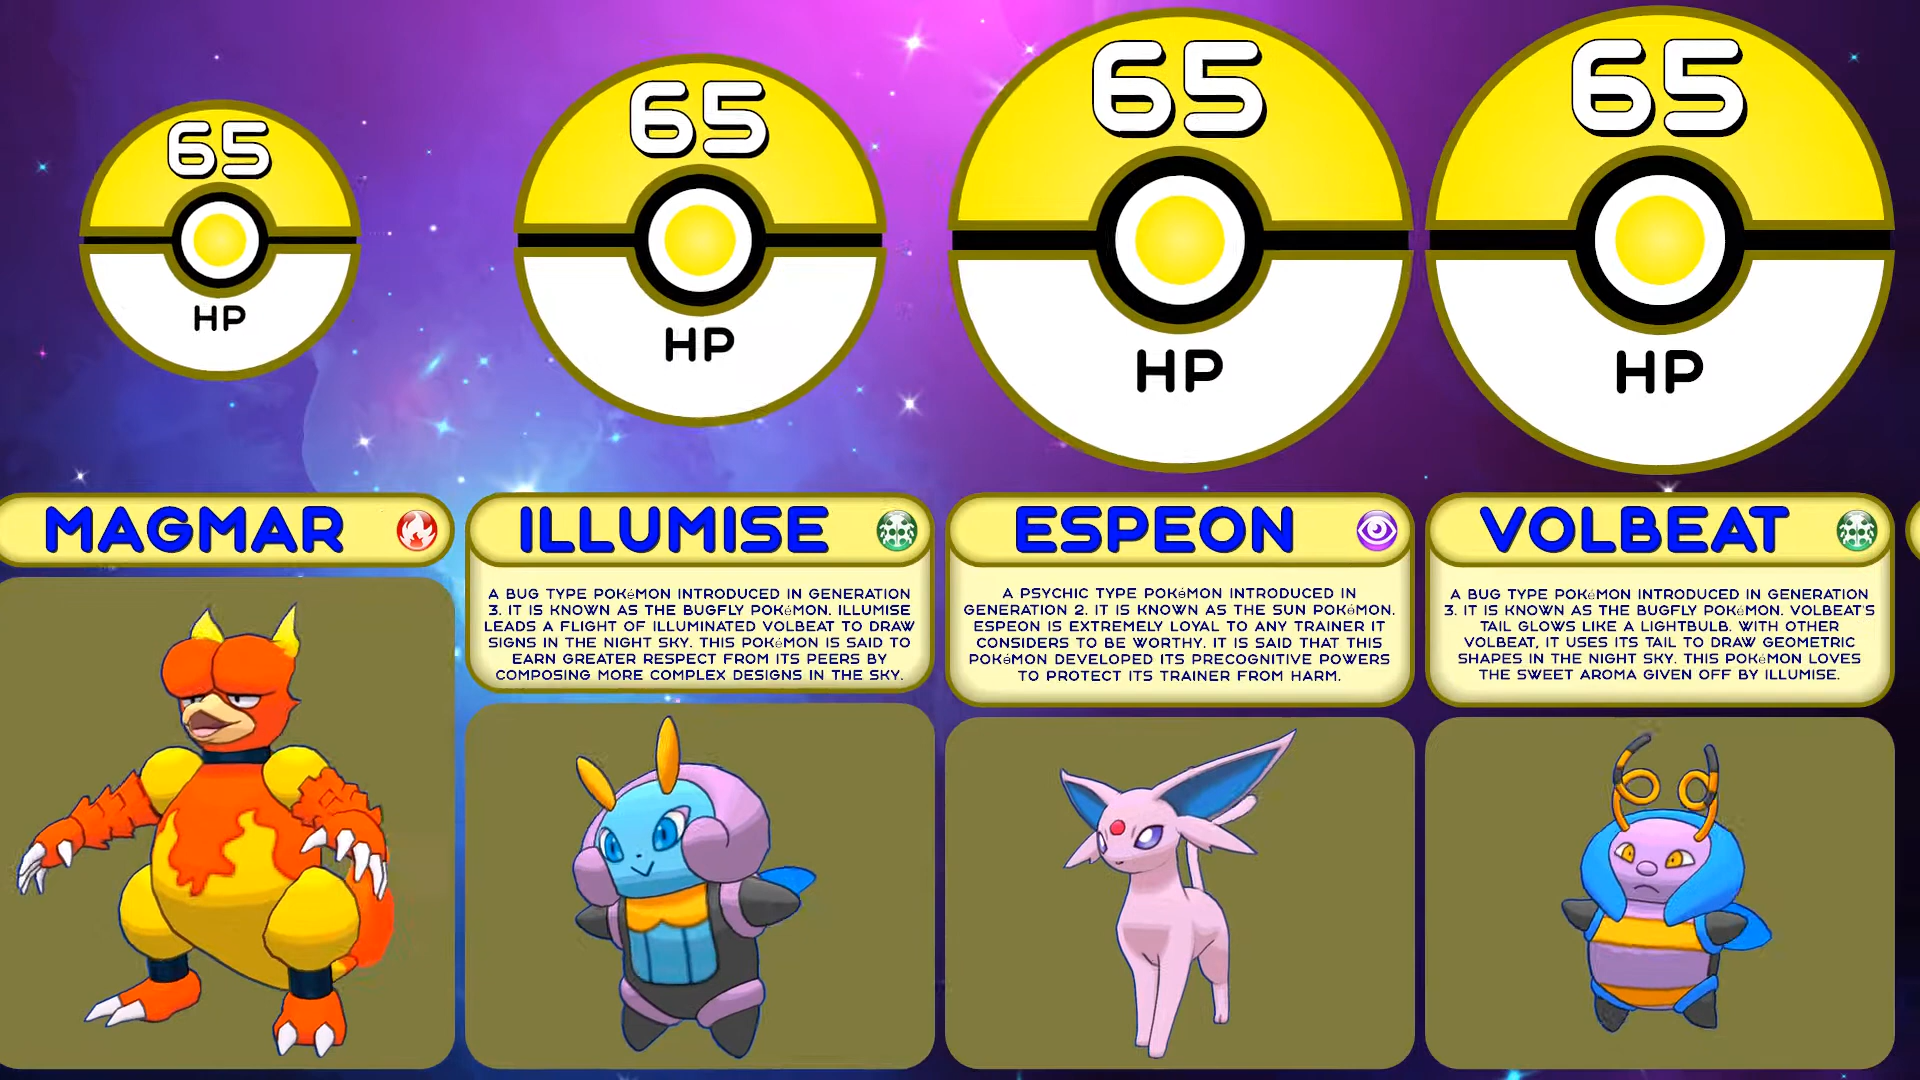 65
HP
65
HP
65
HP
65
HP
MAGMAR
ILLUMISE
A BUG TYPE POKéMON INTRODUCED IN GENERATION
3. IT IS KNOWN AS THE BUGFLY POKéMON. ILLUMISE
LEADS A FLIGHT OF ILLUMINATED VOLBEAT TO DRAW
SIGNS IN THE NIGHT SKY. THIS POKéMON IS SAID TO
EARN GREATER RESPECT FROM ITS PEERS BY
COMPOSING MORE COMPLEX DESIGNS IN THE SKY.
ESPEON
A PSYCHIC TYPE POKéMON INTRODUCED IN
GENERATION 2. IT IS KNOWN AS THE SUN POKéMON.
ESPEON IS EXTREMELY LOYAL TO ANY TRAINER IT
CONSIDERS TO BE WORTHY. IT IS SAID THAT THIS
POKéMON DEVELOPED ITS PRECOGNITIVE POWERS
TO PROTECT ITS TRAINER FROM HARM.
VOLBEAT
A BUG TYPE POKéMON INTRODUCED IN GENERATION
3. IT IS KNOWN AS THE BUGFLY POKéMON. VOLBEAT'S
TAIL GLOWS LIKE A LIGHTBULB. WITH OTHER
VOLBEAT, IT USES ITS TAIL TO DRAW GEOMETRIC
SHAPES IN THE NIGHT SKY. THIS POKéMON LOVES
THE SWEET AROMA GIVEN OFF BY ILLUMISE.